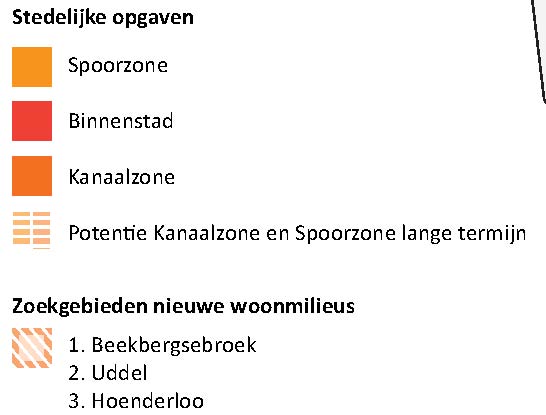 Stedelijke opgaven
Spoorzone
Binnenstad
Kanaalzone
Potentie Kanaalzone en Spoorzone lange termijn
Zoekgebieden nieuwe woonmilieus
1. Beekbergsebroek
2. Uddel
3. Hoenderloo